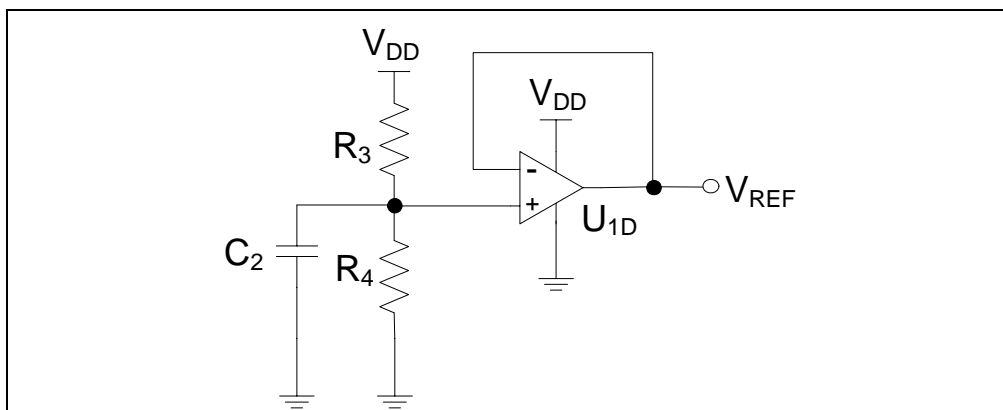 VDD
VDD
R3
-
+
VREF
U1D
C2
R4